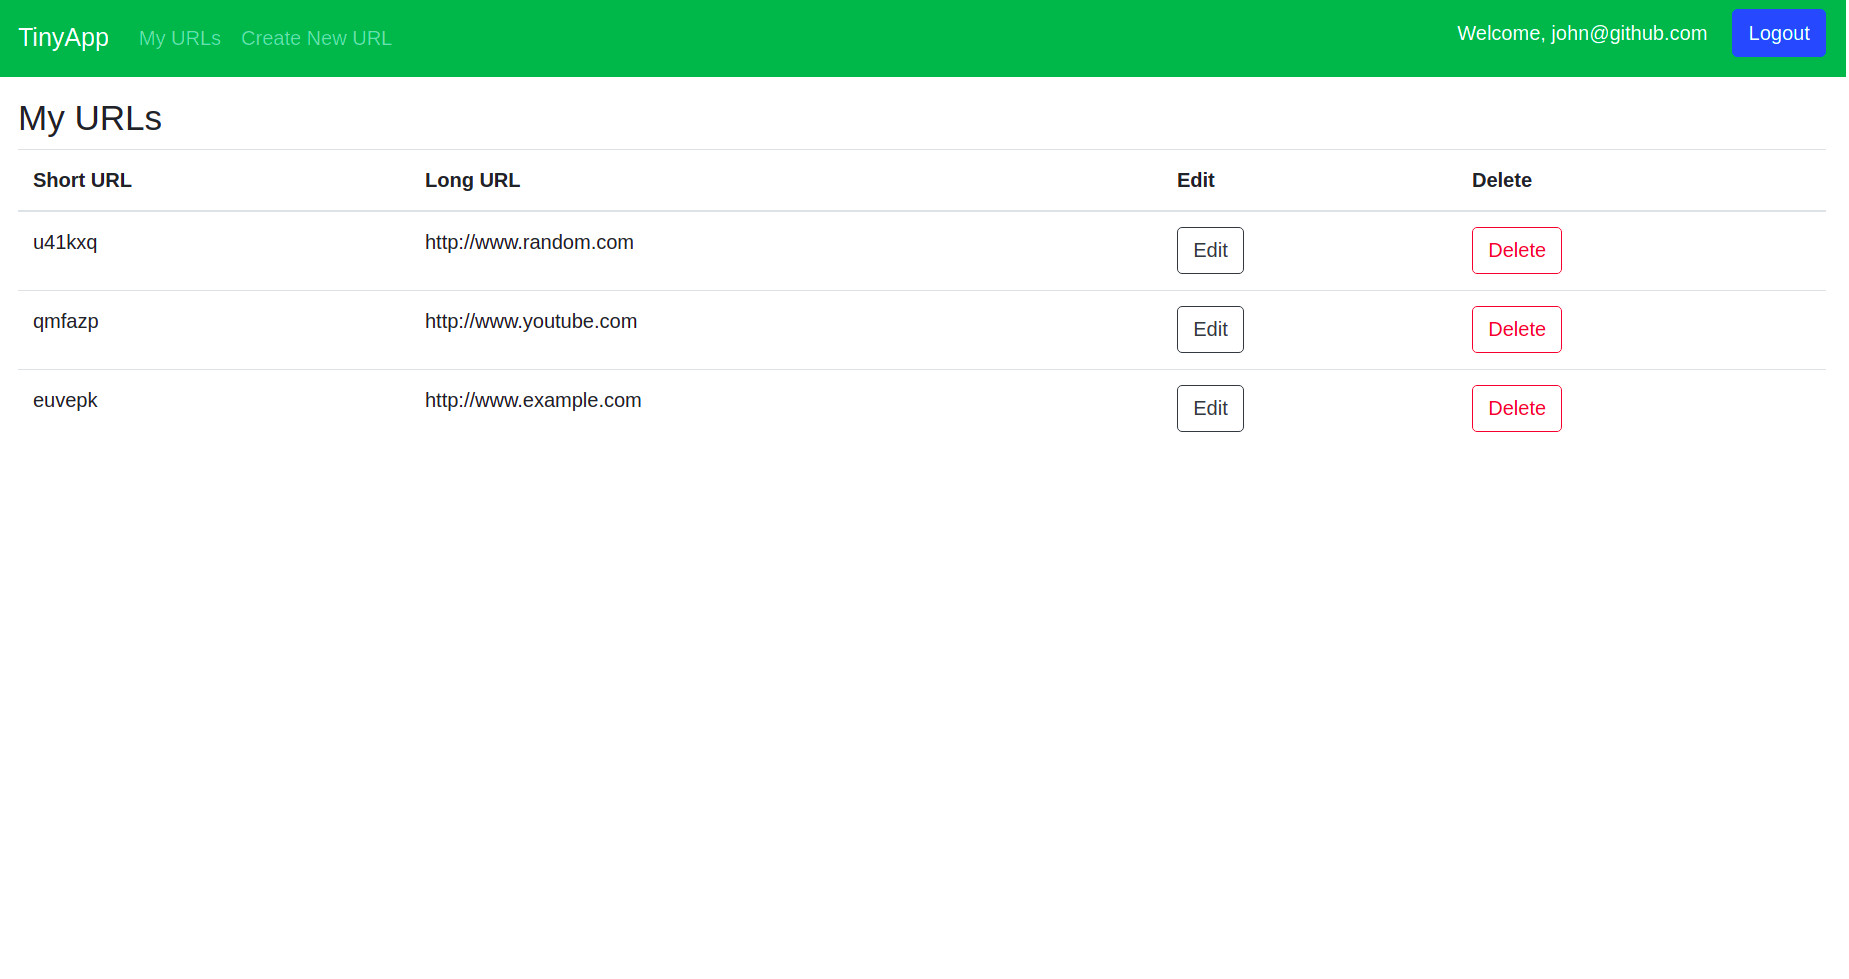 TinyApp My URLs Create New URL Welcome, john@github.com Logout
My URLs
Short URL Long URL Edit Delete
u41kxq http://www.random.com Edit Delete
qmfazp http://www.youtube.com Edit Delete
euvepk http://www.example.com Edit Delete